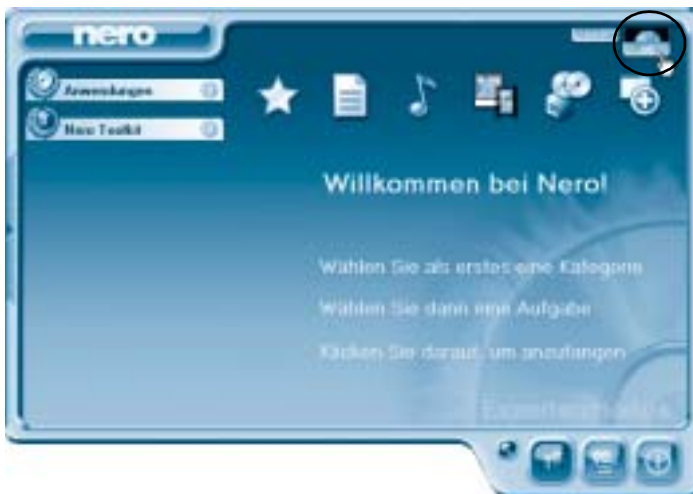 nero
Anwendungen
Nero Toolkit
Willkommen bei Nero!
Wählen Sie als erstes eine Kategorie
Wählen Sie dann eine Aufgabe
Klicken Sie darauf, um anzufangen